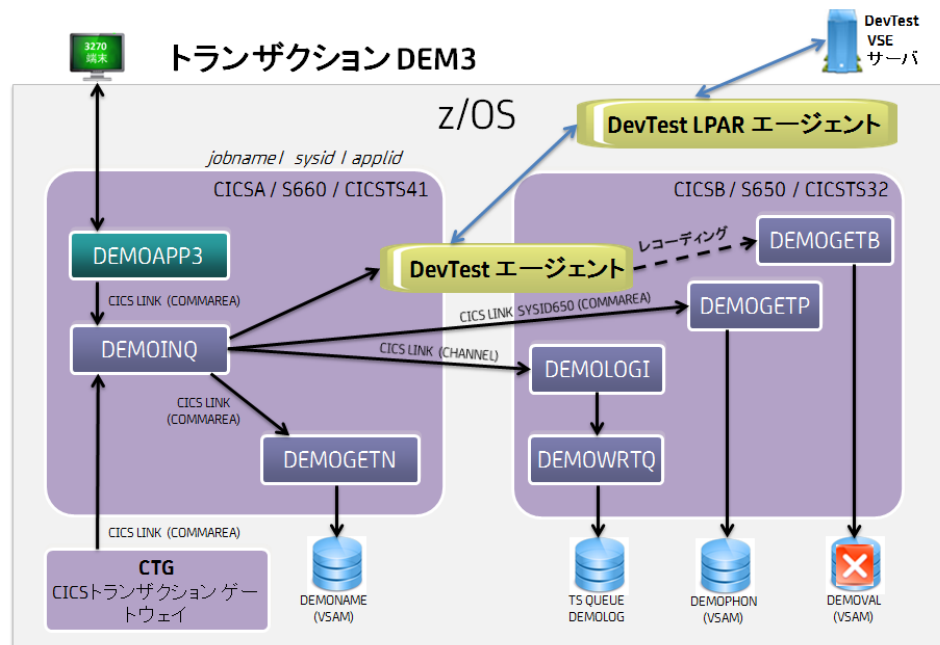 3270
端末
トランザクション DEM3
DevTest
VSE
サーバ
z/OS
DevTest LPAR エージェント
jobname | sysid | applid
CICSA / S660 / CICSTS41
CICSB / S650 / CICSTS32
DEMOAPP3
DevTest エージェント
レコーディング
DEMOGETB
CICS LINK (COMMAREA)
CICS LINK SYSID650 (COMMAREA)
DEMOGETP
DEMOINQ
CICS LINK (CHANNEL)
DEMOLOGI
CICS LINK
(COMMAREA)
DEMOGETN
DEMOWRTQ
CICS LINK (COMMAREA)
CTG
CICSトランザクション ゲー
トウェイ
DEMONAME
(VSAM)
TS QUEUE
DEMOLOG
DEMOPHON
(VSAM)
DEMOVAL
(VSAM)